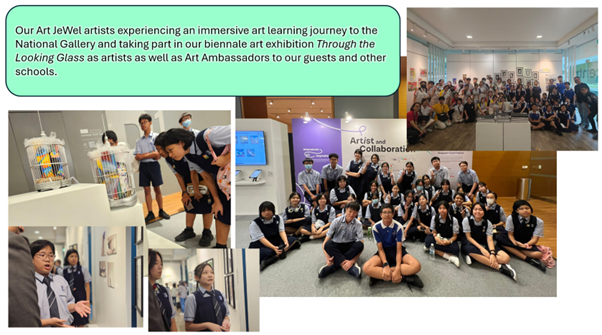 Our Art JeWel artists experiencing an immersive art learning journey to the
National Gallery and taking part in our biennale art exhibition Through the
Looking Glass as artists as well as Art Ambassadors to our guests and other
schools.
Artist and
Collaboration